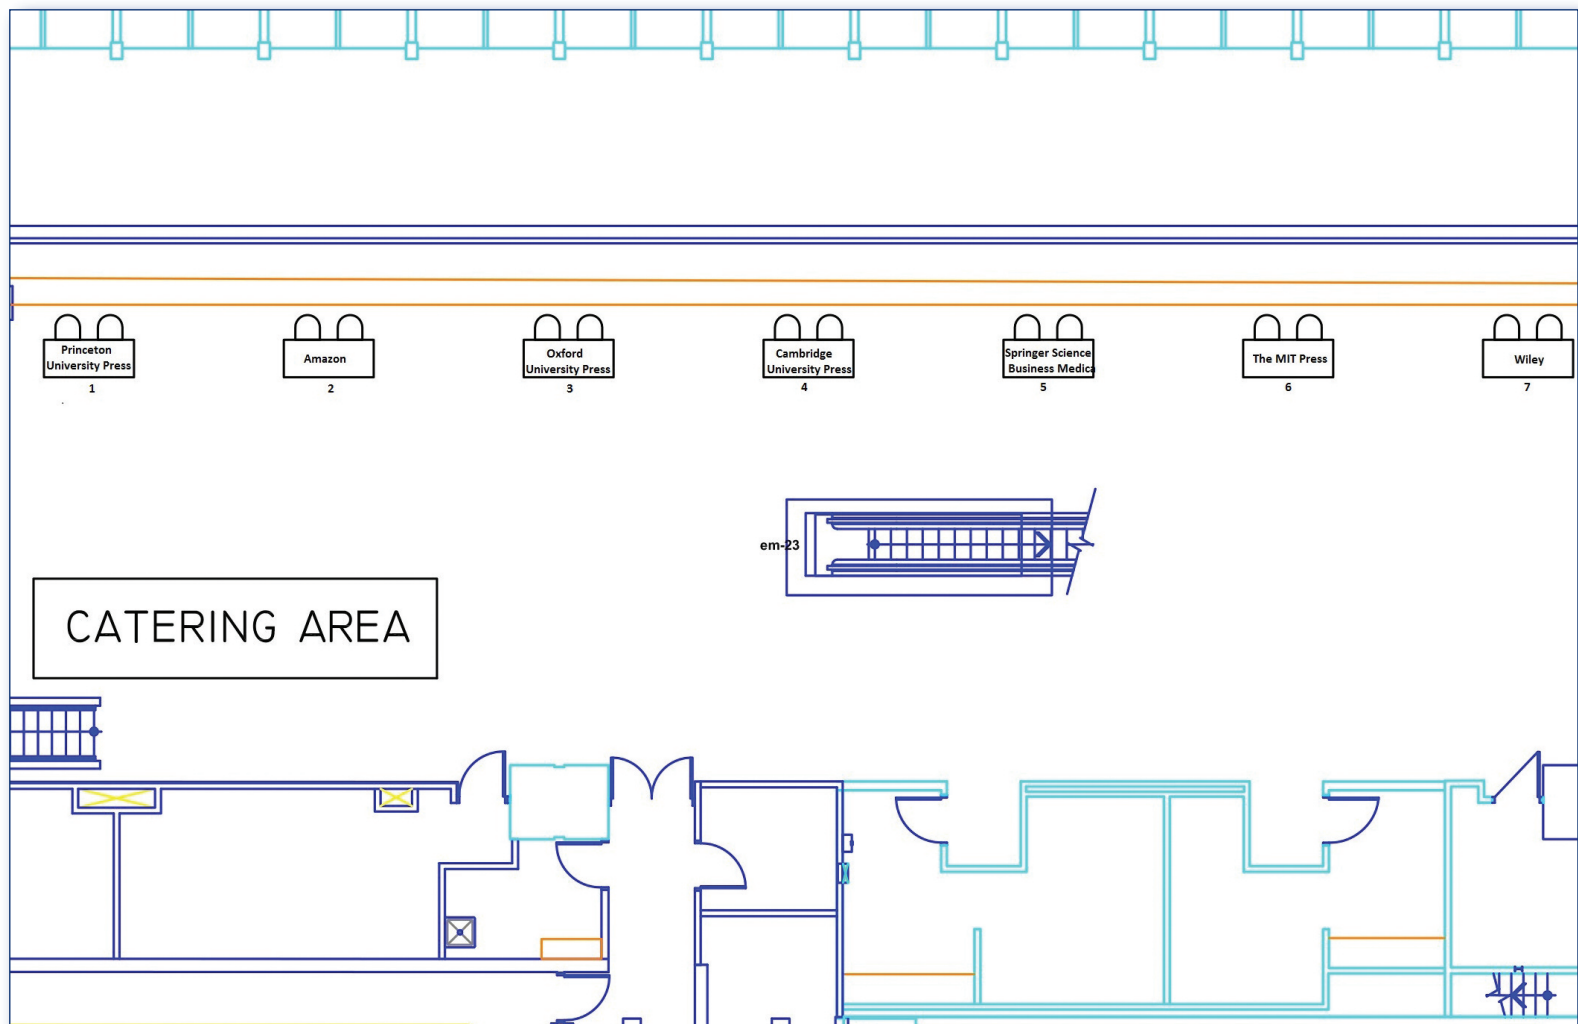 Princeton
University Press
1
Amazon
2
Oxford
University Press
3
Cambridge
University Press
4
Springer Science
Business Medica
5
The MIT Press
6
Wiley
7
em-23
CATERING AREA